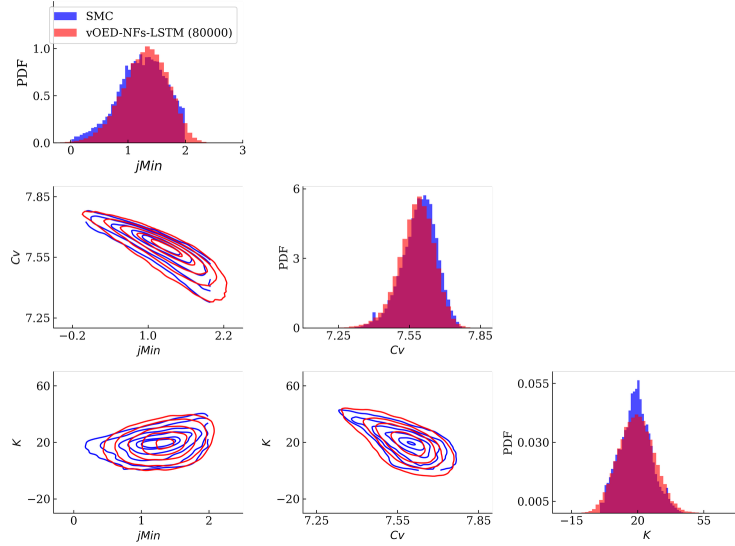 SMC
vOED-NFs-LSTM (80000)
PDF
1.0
0.5
0.0
0 1 2 3
jMin
Cv
7.85
7.55
7.25
−0.2 1.0 2.2
jMin
PDF
6
3
0
7.25 7.55 7.85
Cv
K
60
20
−20
0 1 2
jMin
K
60
20
−20
7.25 7.55 7.85
Cv
PDF
0.055
0.030
0.005
−15 20 55
K